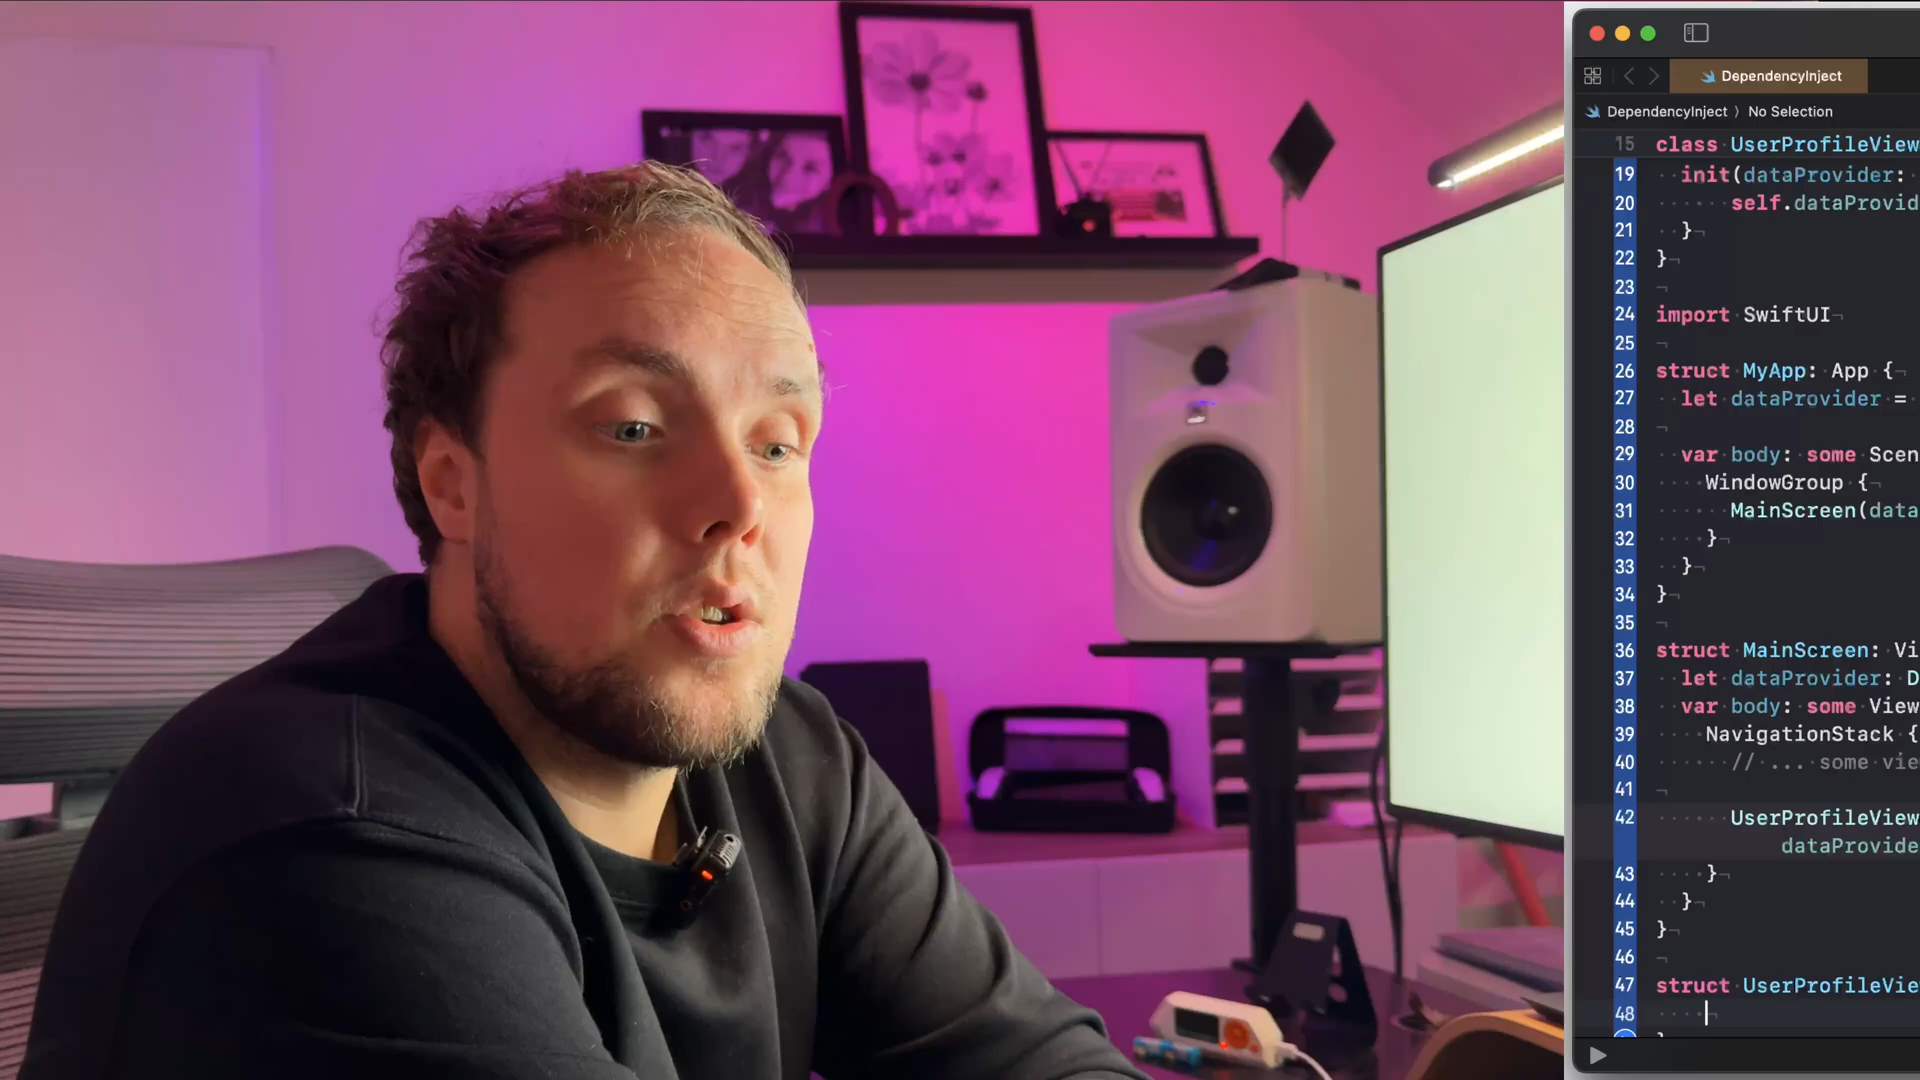 DependencyInject
DependencyInject 〉 No Selection
15 class UserProfileView
19 init(dataProvider:
20 self.dataProvid
21 }
22 }
23
24 import SwiftUI
25
26 struct MyApp: App {
27 let dataProvider =
28
29 var body: some Scen
30 WindowGroup {
31 MainScreen(data
32 }
33 }
34 }
35
36 struct MainScreen: Vi
37 let dataProvider: D
38 var body: some View
39 NavigationStack {
40 // ... some vie
41
42 UserProfileView
dataProvide
43 }
44 }
45 }
46
47 struct UserProfileVie
48